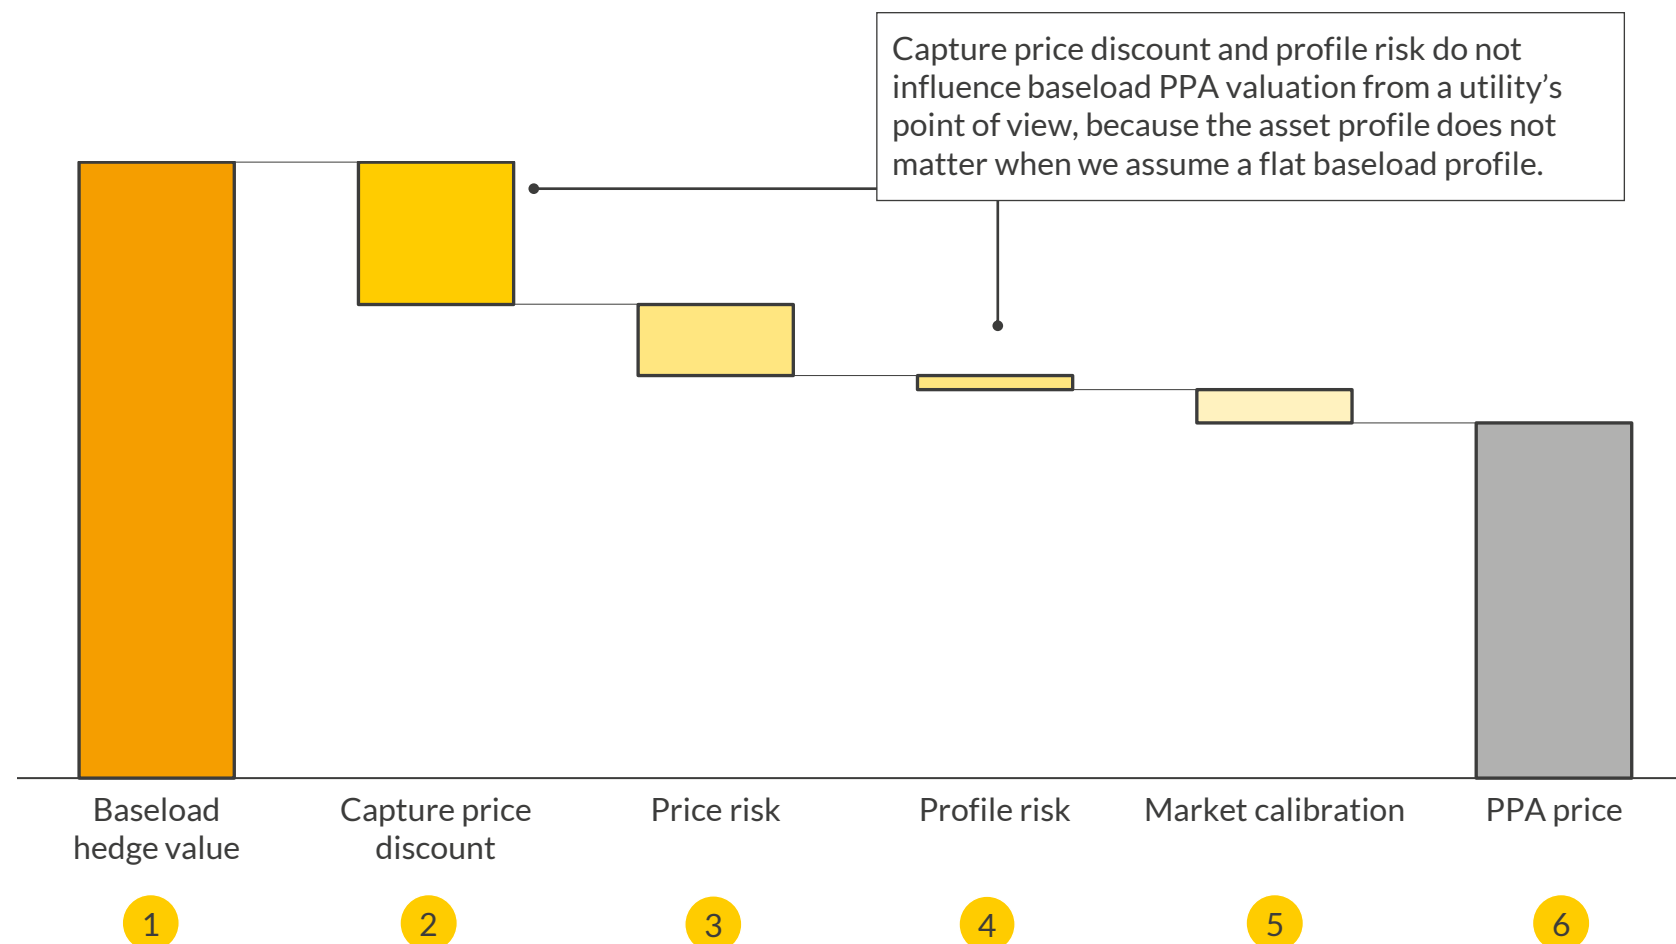 Capture price discount and profile risk do not
influence baseload PPA valuation from a utility’s
point of view, because the asset profile does not
matter when we assume a flat baseload profile.
Baseload
hedge value
Capture price
discount
Price risk
Profile risk
Market calibration
PPA price
1
2
3
4
5
6